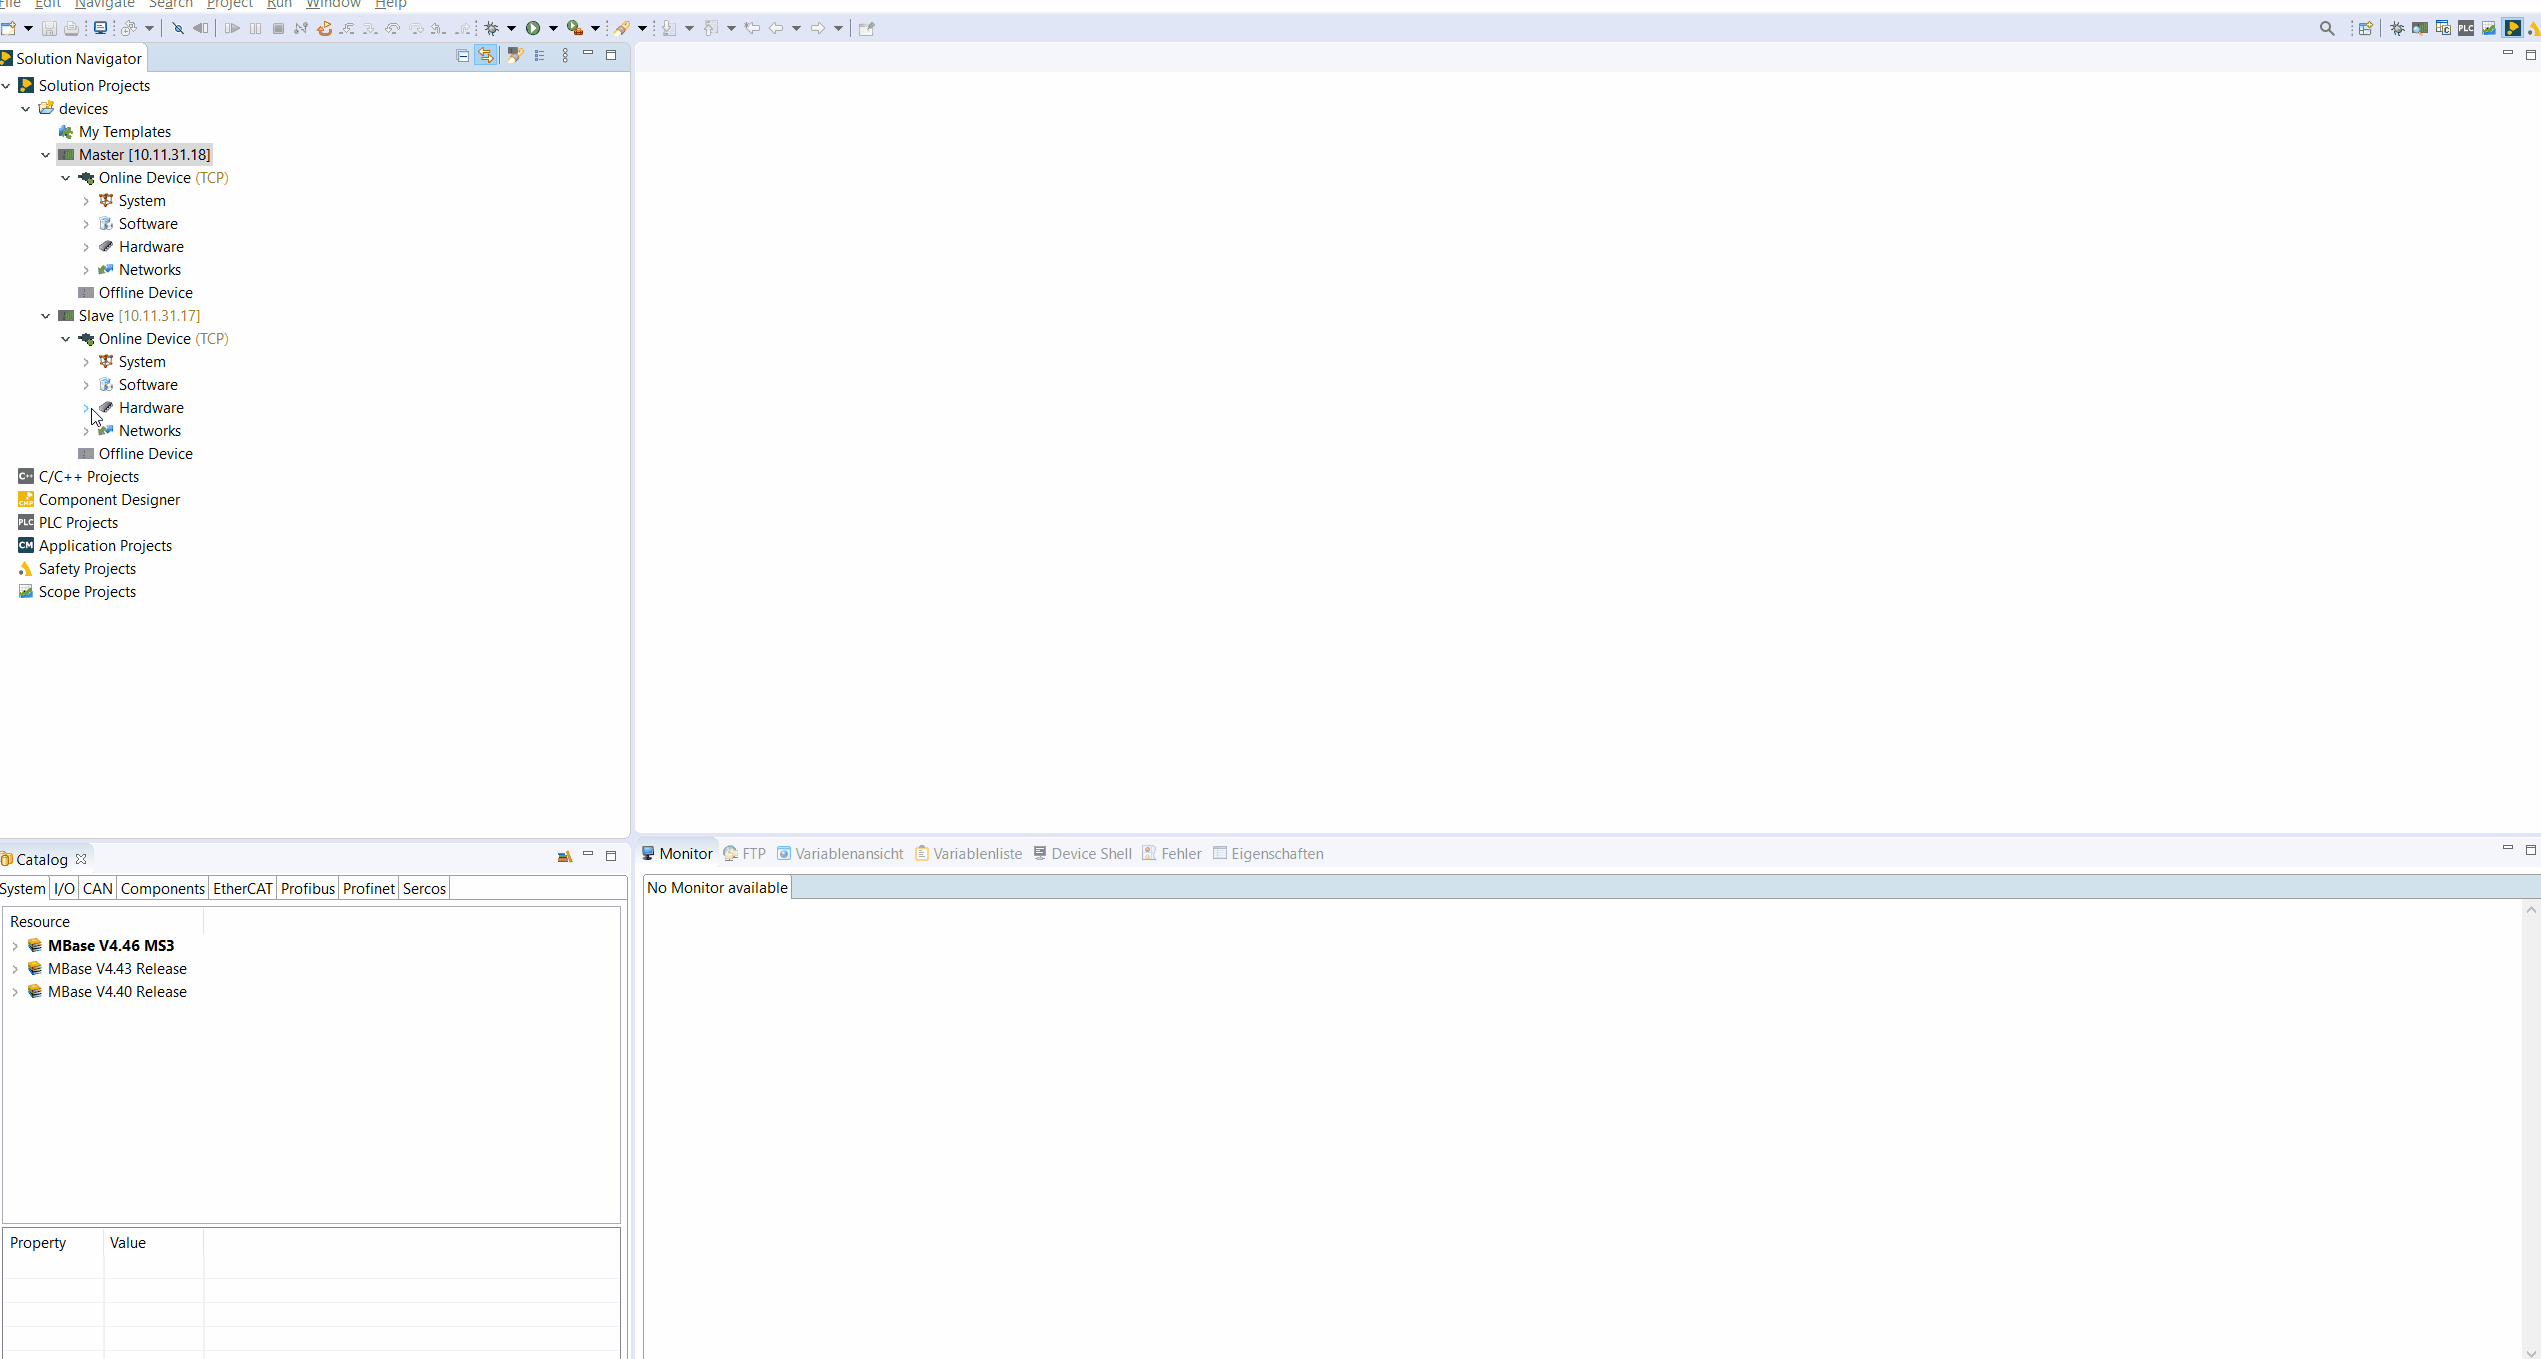 File Edit Navigate Search Project Run Window Help
PLC
Solution Navigator
Solution Projects
devices
My Templates
Master [10.11.31.18]
Online Device (TCP)
System
Software
Hardware
Networks
Offline Device
Slave [10.11.31.17]
Online Device (TCP)
System
Software
Hardware
Networks
Offline Device
C++ C/C++ Projects
Component Designer
PLC PLC Projects
CM Application Projects
Safety Projects
Scope Projects
Catalog
System I/O CAN Components EtherCAT Profibus Profinet Sercos
Resource
MBase V4.46 MS3
MBase V4.43 Release
MBase V4.40 Release
Property Value
Monitor FTP Variablenansicht Variablenliste Device Shell Fehler Eigenschaften
No Monitor available